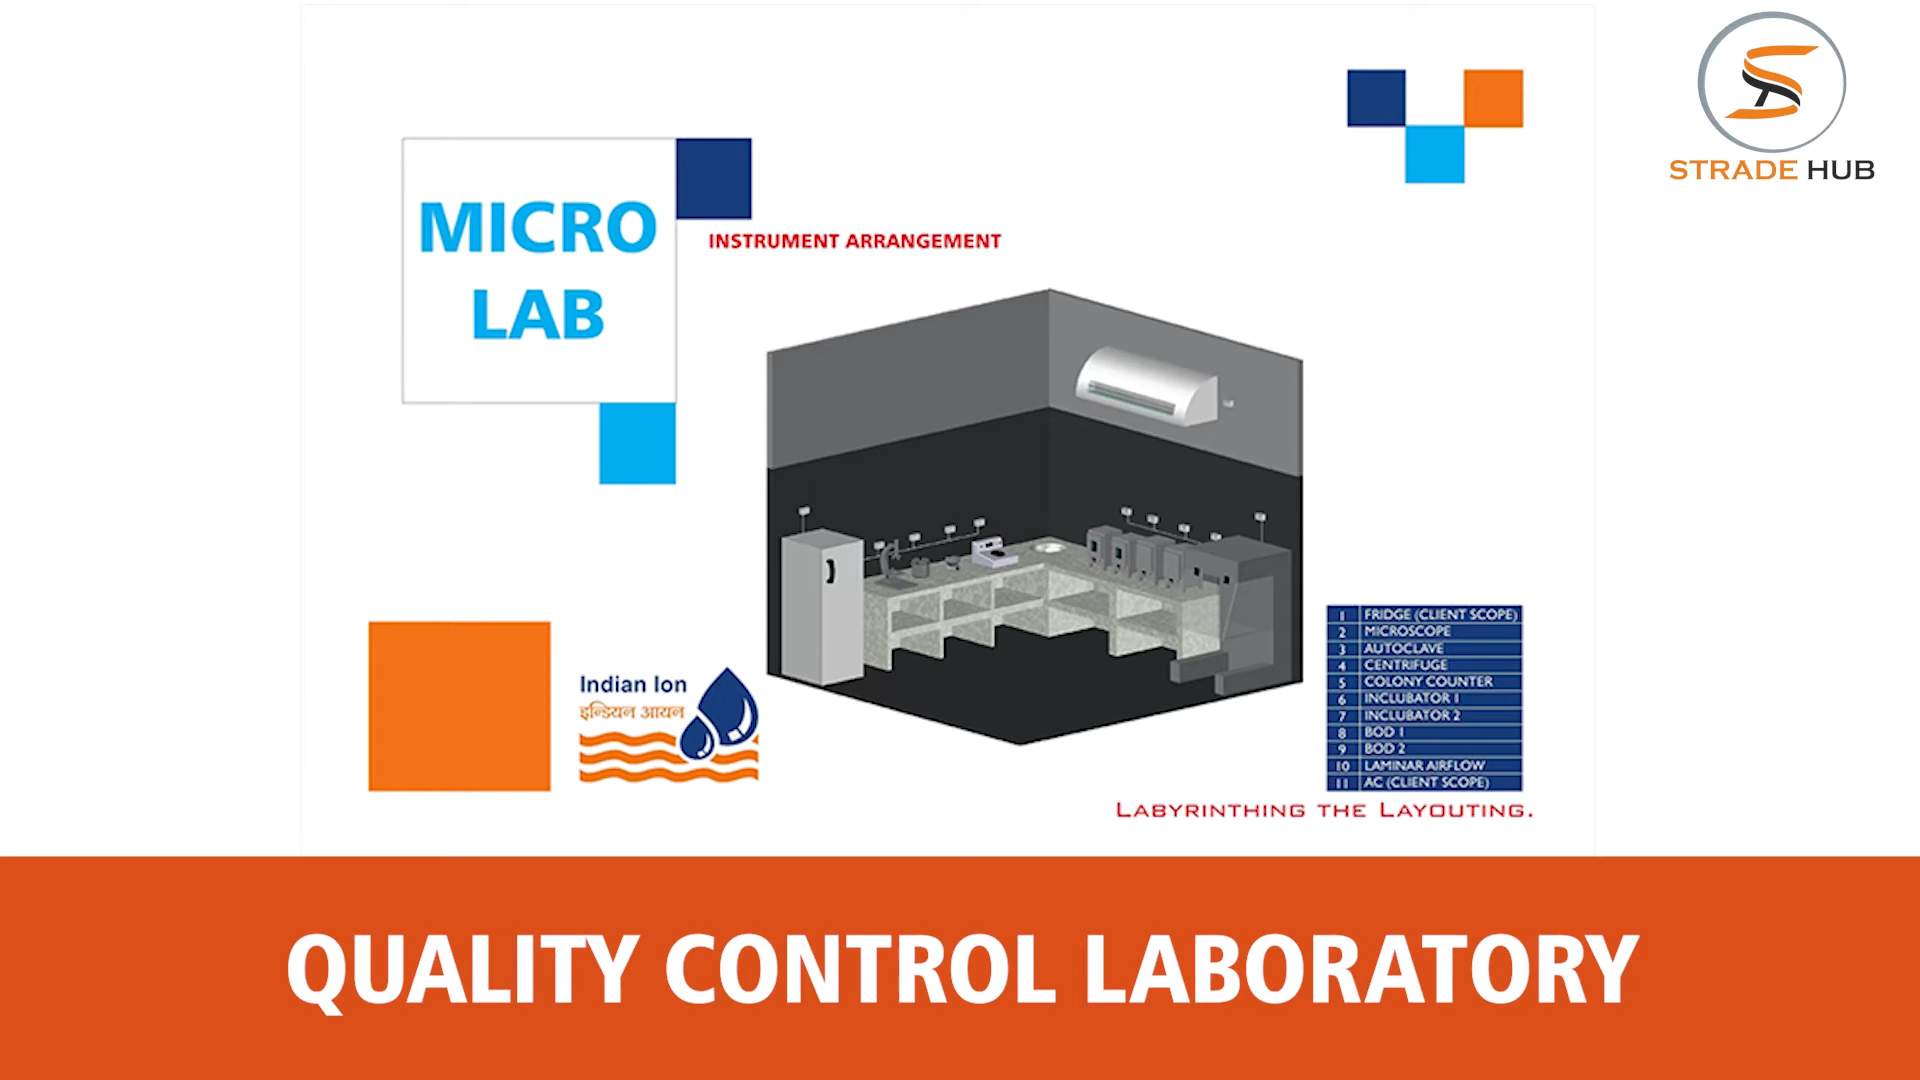 STRADE HUB
MICRO
LAB
INSTRUMENT ARRANGEMENT
Indian Ion
इन्डियन आयन
1 FRIDGE (CLIENT SCOPE)
2 MICROSCOPE
3 AUTOCLAVE
4 CENTRIFUGE
5 COLONY COUNTER
6 INCLUBATOR 1
7 INCLUBATOR 2
8 BOD 1
9 BOD 2
10 LAMINAR AIRFLOW
11 AC (CLIENT SCOPE)
LABYRINTHING THE LAYOUTING.
QUALITY CONTROL LABORATORY